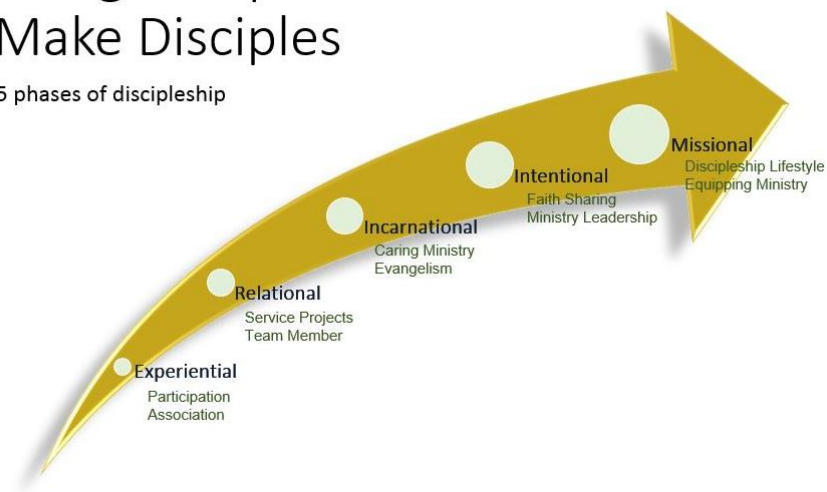 Make Disciples
5 phases of discipleship
Missional
Discipleship Lifestyle
Equipping Ministry
Intentional
Faith Sharing
Ministry Leadership
Incarnational
Caring Ministry
Evangelism
Relational
Service Projects
Team Member
Experiential
Participation
Association